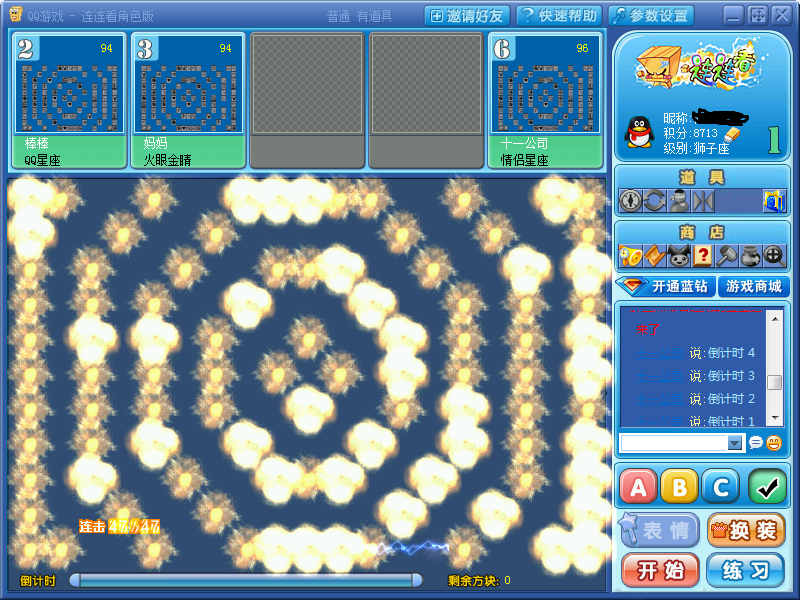 QQ游戏 - 连连看角色版
普通 有道具
邀请好友
快速帮助
参数设置
2
94
棒棒
QQ星座
3
94
妈妈
火眼金睛
6
96
十一公司
情侣星座
连连看
昵称:
积分:8713
级别:狮子座
1
道 具
商 店
开通蓝钻
游戏商城
求了
说:倒计时 4
说:倒计时 3
说:倒计时 2
说:倒计时 1
A
B
C
表 情
换 装
开 始
练 习
连击 47//47
倒计时
剩余方块: 0